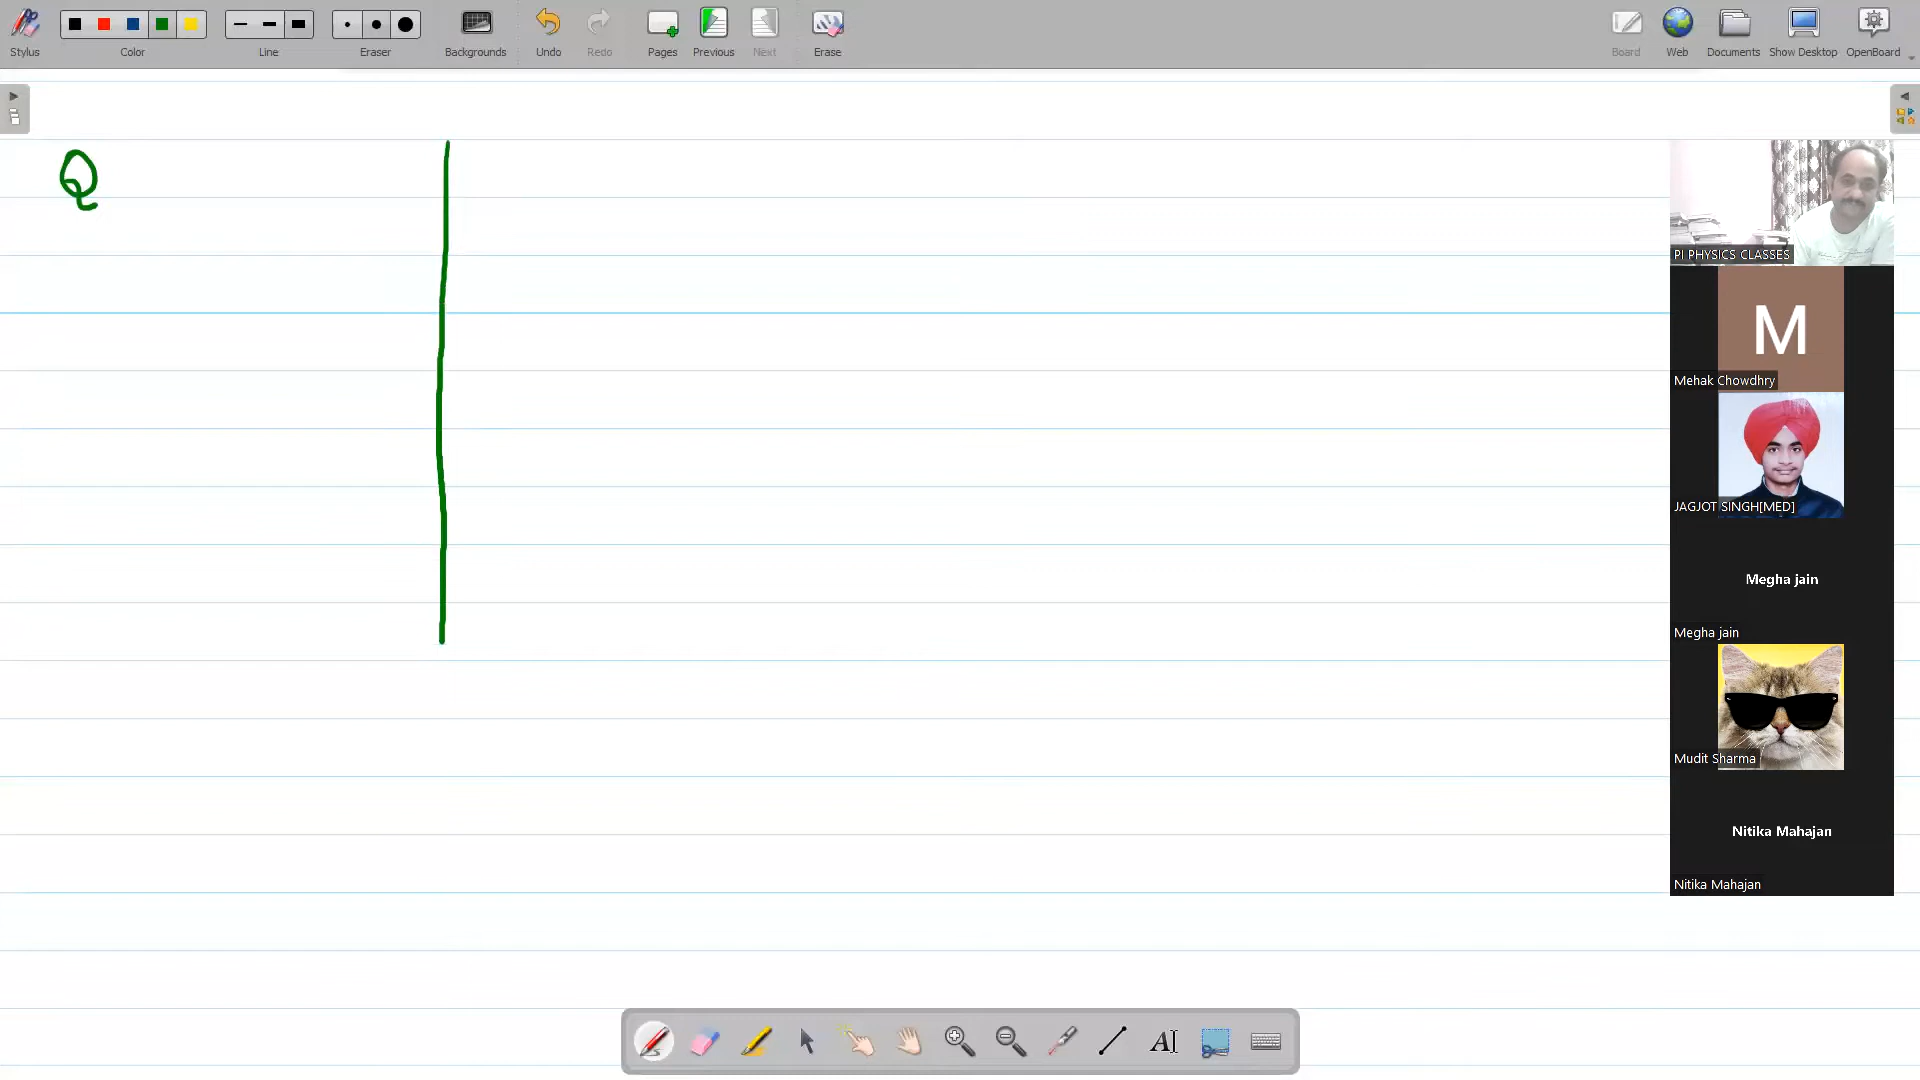 Stylus
Color
Line
Eraser
Backgrounds
Undo
Redo
Pages
Previous
Next
Erase
Board
Web
Documents
Show Desktop
OpenBoard
Q
PI PHYSICS CLASSES
M
Mehak Chowdhry
JAGJOT SINGH[MED]
Megha jain
Megha jain
Mudit Sharma
Nitika Mahajan
Nitika Mahajan
A